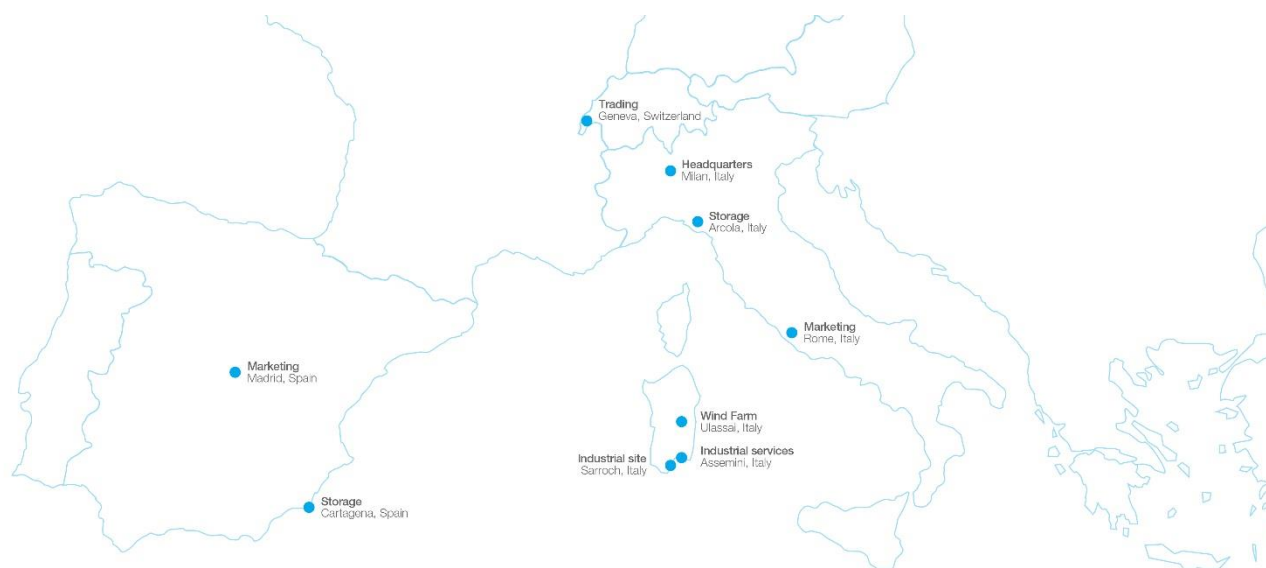 Trading
Geneva, Switzerland
Headquarters
Milan, Italy
Storage
Arcola, Italy
Marketing
Rome, Italy
Marketing
Madrid, Spain
Wind Farm
Ulassai, Italy
Industrial services
Assemini, Italy
Industrial site
Sarroch, Italy
Storage
Cartagena, Spain